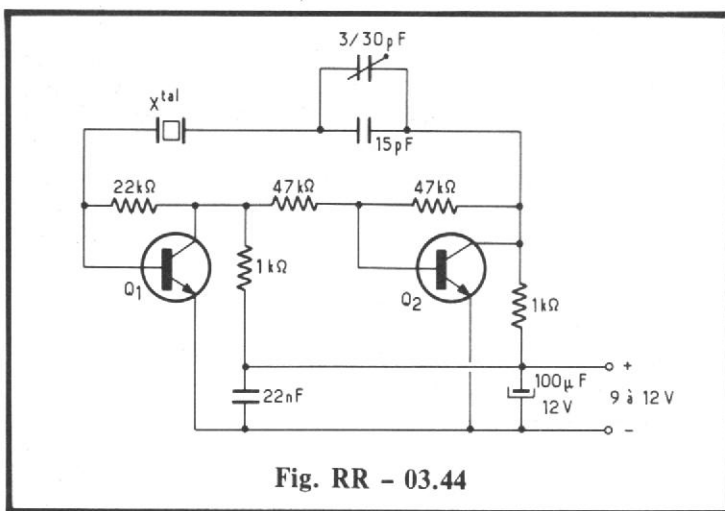 3/30pF
Xtal
15pF
22kΩ
47kΩ
47kΩ
1kΩ
Q1
Q2
1kΩ
22nF
100µF
12V
+
9 à 12V
-
Fig. RR - 03.44